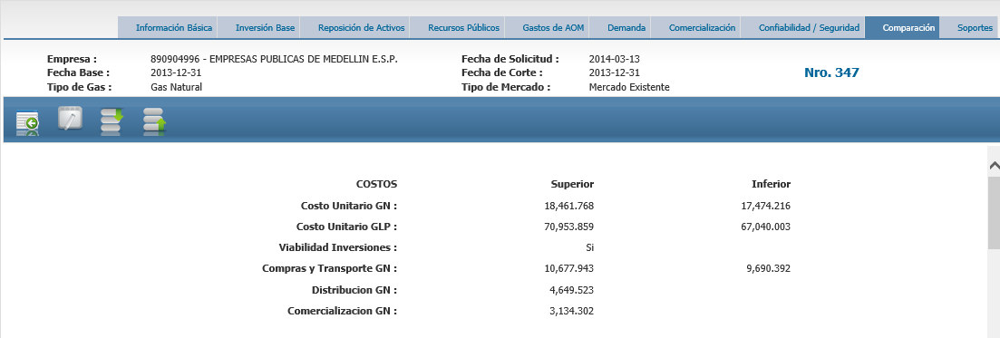 Información Básica Inversión Base Reposición de Activos Recursos Públicos Gastos de AOM Demanda Comercialización Confiabilidad / Seguridad Comparación Soportes
Empresa : 890904996 - EMPRESAS PUBLICAS DE MEDELLIN E.S.P. Fecha de Solicitud : 2014-03-13
Fecha Base : 2013-12-31 Fecha de Corte : 2013-12-31 Nro. 347
Tipo de Gas : Gas Natural Tipo de Mercado : Mercado Existente
COSTOS Superior Inferior
Costo Unitario GN : 18,461.768 17,474.216
Costo Unitario GLP : 70,953.859 67,040.003
Viabilidad Inversiones : Si
Compras y Transporte GN : 10,677.943 9,690.392
Distribucion GN : 4,649.523
Comercializacion GN : 3,134.302